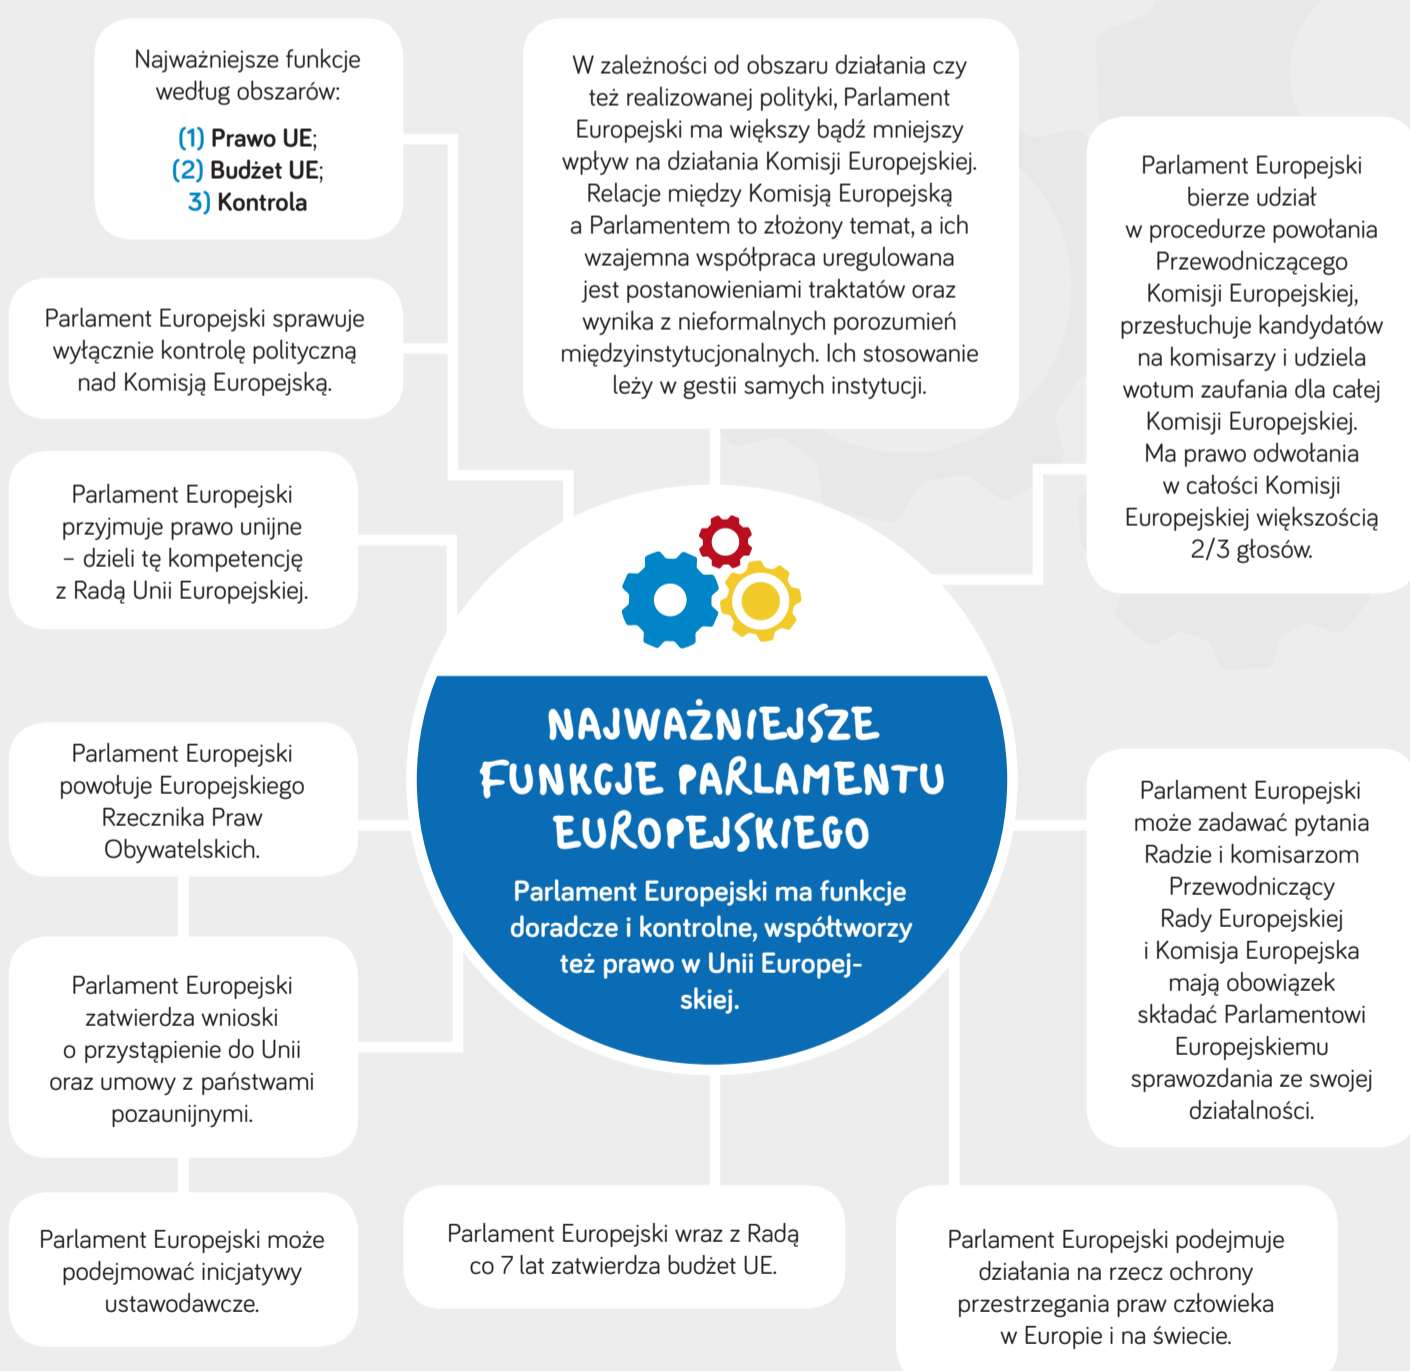 Najważniejsze funkcje
według obszarów:
(1) Prawo UE;
(2) Budżet UE;
3) Kontrola
W zależności od obszaru działania czy
też realizowanej polityki, Parlament
Europejski ma większy bądź mniejszy
wpływ na działania Komisji Europejskiej.
Relacje między Komisją Europejską
a Parlamentem to złożony temat, a ich
wzajemna współpraca uregulowana
jest postanowieniami traktatów oraz
wynika z nieformalnych porozumień
międzyinstytucjonalnych. Ich stosowanie
leży w gestii samych instytucji.
Parlament Europejski
bierze udział
w procedurze powołania
Przewodniczącego
Komisji Europejskiej,
przesłuchuje kandydatów
na komisarzy i udziela
wotum zaufania dla całej
Komisji Europejskiej.
Ma prawo odwołania
w całości Komisji
Europejskiej większością
2/3 głosów.
Parlament Europejski sprawuje
wyłącznie kontrolę polityczną
nad Komisją Europejską.
Parlament Europejski
przyjmuje prawo unijne
– dzieli tę kompetencję
z Radą Unii Europejskiej.
NAJWAŻNIEJSZE
FUNKCJE PARLAMENTU
EUROPEJSKIEGO
Parlament Europejski ma funkcje
doradcze i kontrolne, współtworzy
też prawo w Unii Europej-
skiej.
Parlament Europejski
powołuje Europejskiego
Rzecznika Praw
Obywatelskich.
Parlament Europejski
może zadawać pytania
Radzie i komisarzom
Przewodniczący
Rady Europejskiej
i Komisja Europejska
mają obowiązek
składać Parlamentowi
Europejskiemu
sprawozdania ze swojej
działalności.
Parlament Europejski
zatwierdza wnioski
o przystąpienie do Unii
oraz umowy z państwami
pozaunijnymi.
Parlament Europejski może
podejmować inicjatywy
ustawodawcze.
Parlament Europejski wraz z Radą
co 7 lat zatwierdza budżet UE.
Parlament Europejski podejmuje
działania na rzecz ochrony
przestrzegania praw człowieka
w Europie i na świecie.